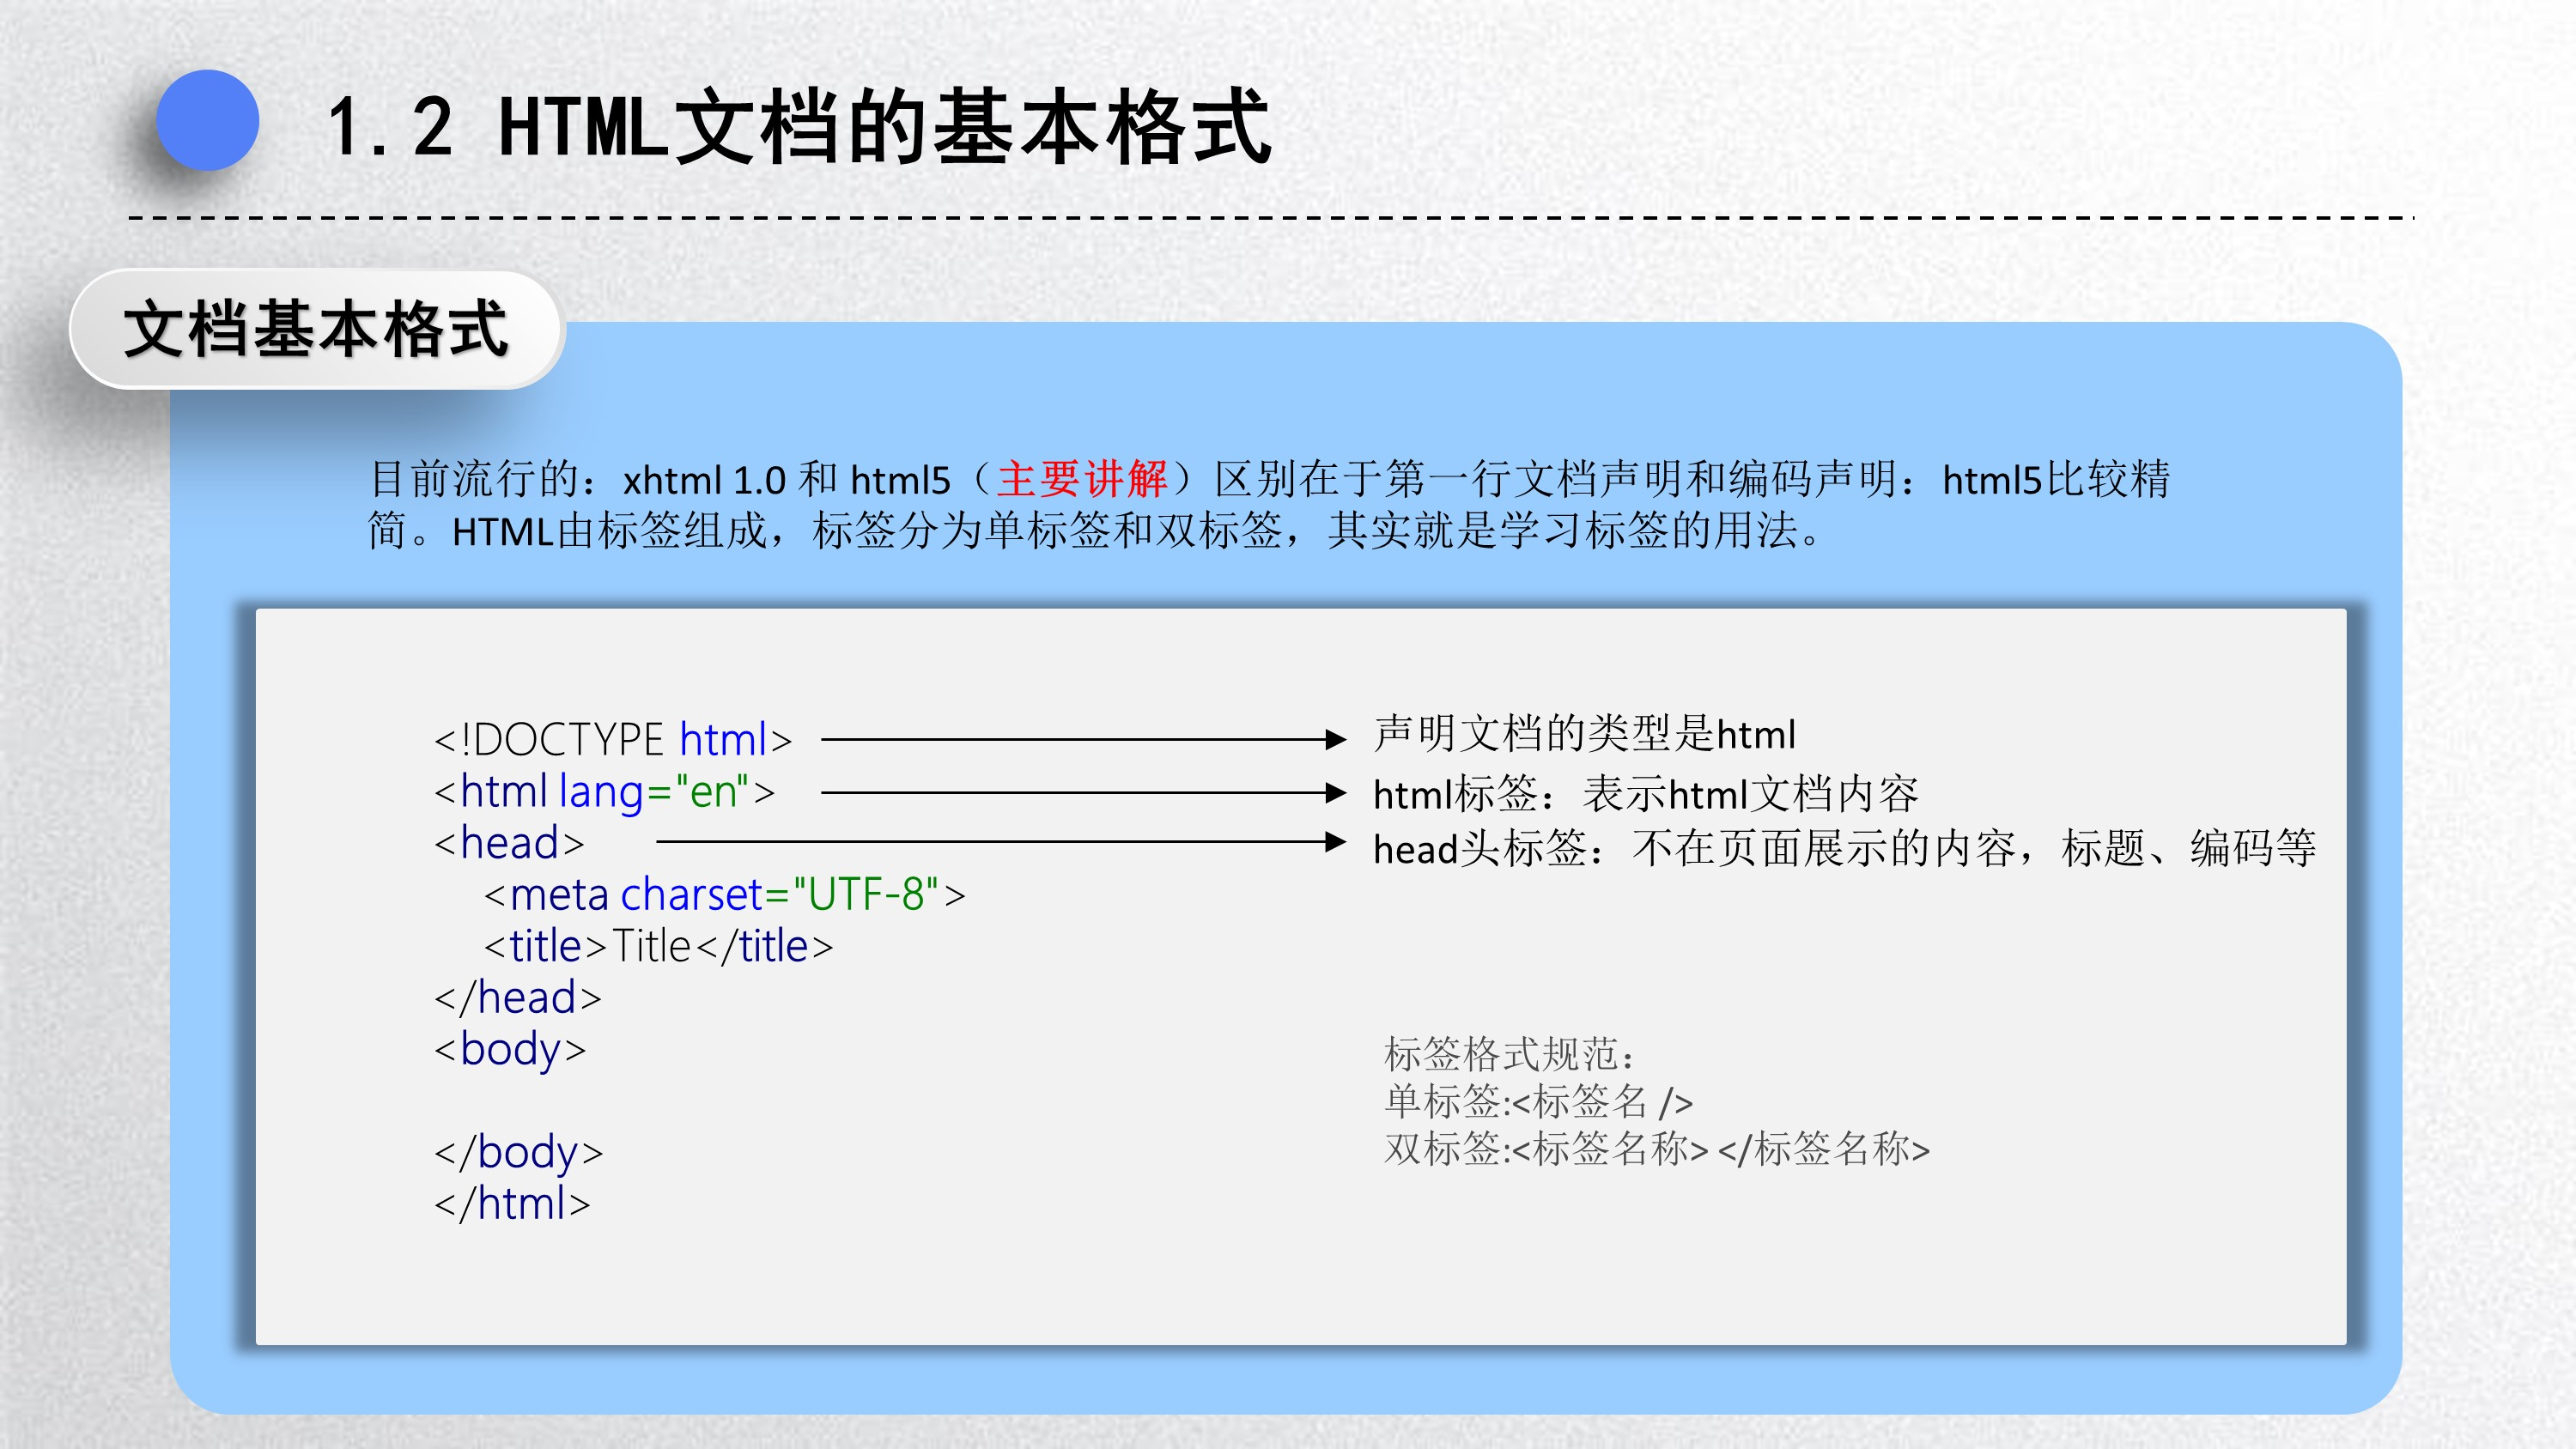 1.2 HTML文档的基本格式
文档基本格式
目前流行的：xhtml 1.0 和 html5（主要讲解）区别在于第一行文档声明和编码声明：html5比较精
简。HTML由标签组成，标签分为单标签和双标签，其实就是学习标签的用法。
<!DOCTYPE html>
声明文档的类型是html
<html lang="en">
html标签：表示html文档内容
<head>
head头标签：不在页面展示的内容，标题、编码等
<meta charset="UTF-8">
<title>Title</title>
</head>
<body>
</body>
</html>
标签格式规范：
单标签:<标签名 />
双标签:<标签名称> </标签名称>